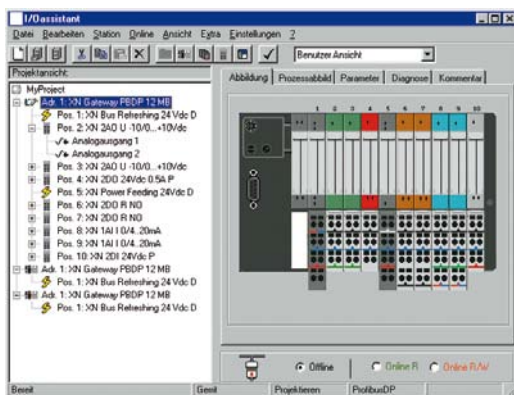 I/Oassistant
Datei Bearbeiten Station Online Ansicht Extra Einstellungen ?
Benutzer Ansicht
Projektansicht:
Abbildung Prozessabbild Parameter Diagnose Kommentar
MyProject
Adr. 1: XN Gateway PBDP 12 MB
Pos. 1: XN Bus Refreshing 24 Vdc D
Pos. 2: XN 2AO U -10/0...+10Vdc
Analogausgang 1
Analogausgang 2
Pos. 3: XN 2AO U -10/0...+10Vdc
Pos. 4: XN 2DO 24Vdc 0.5A P
Pos. 5: XN Power Feeding 24Vdc D
Pos. 6: XN 2DO R NO
Pos. 7: XN 2DO R NO
Pos. 8: XN 1AI I 0/4..20mA
Pos. 9: XN 1AI I 0/4..20mA
Pos. 10: XN 2DI 24Vdc P
Adr. 1: XN Gateway PBDP 12 MB
Pos. 1: XN Bus Refreshing 24 Vdc D
Adr. 1: XN Gateway PBDP 12 MB
Pos. 1: XN Bus Refreshing 24 Vdc D
1 2 3 4 5 6 7 8 9 10
Offline Online R Online R/W
Bereit Gerät Projektieren ProfibusDP